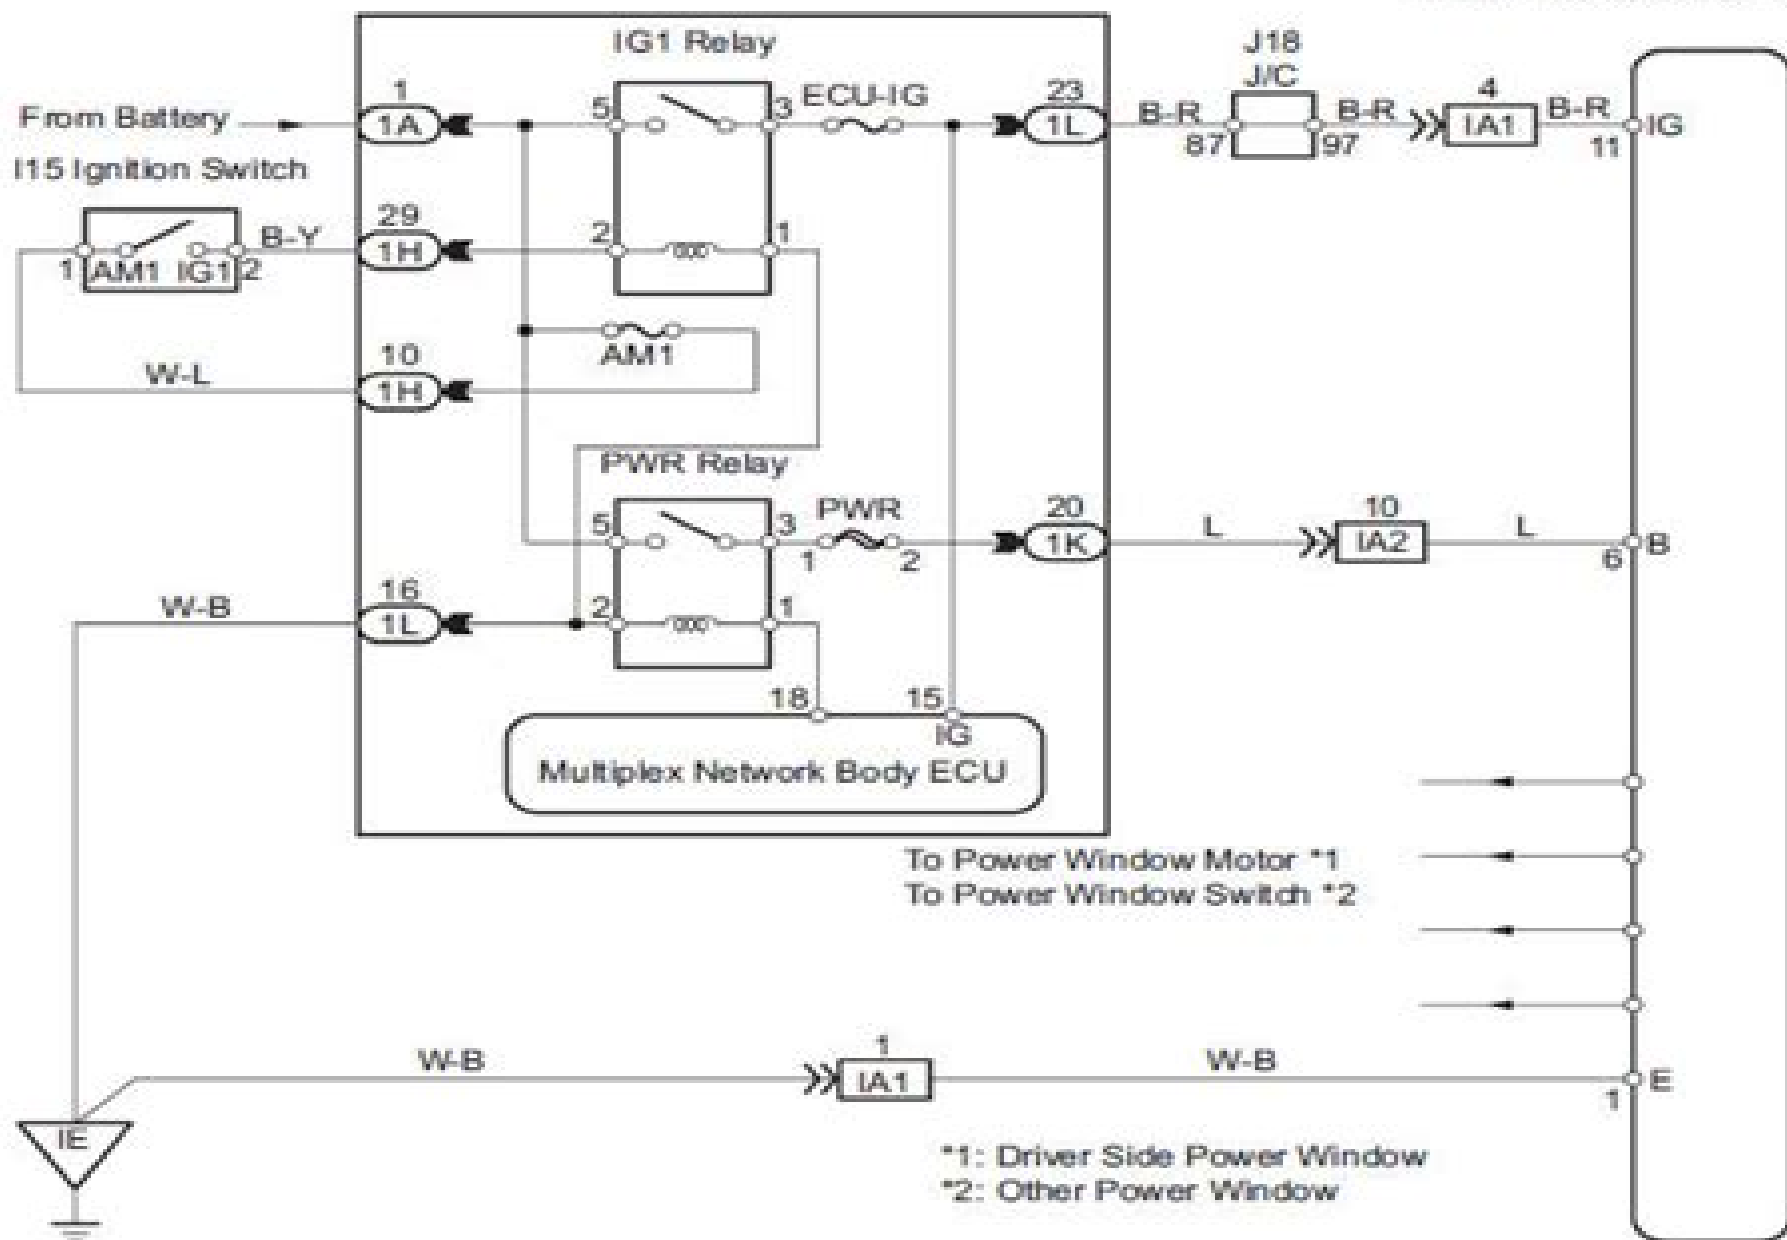 IG1 Relay
J18
J/C
From Battery
1
1A
5
3
ECU-IG
23
1L
B-R
87
97
B-R
4
IA1
B-R
11
IG
I15 Ignition Switch
1
AM1 IG1
2
B-Y
29
1H
2
1
AM1
W-L
10
1H
PWR Relay
5
3
PWR
1
2
20
1K
L
10
IA2
L
6
B
W-B
16
1L
2
1
18
15
IG
Multiplex Network Body ECU
To Power Window Motor *1
To Power Window Switch *2
W-B
1
IA1
W-B
1
E
IE
*1: Driver Side Power Window
*2: Other Power Window